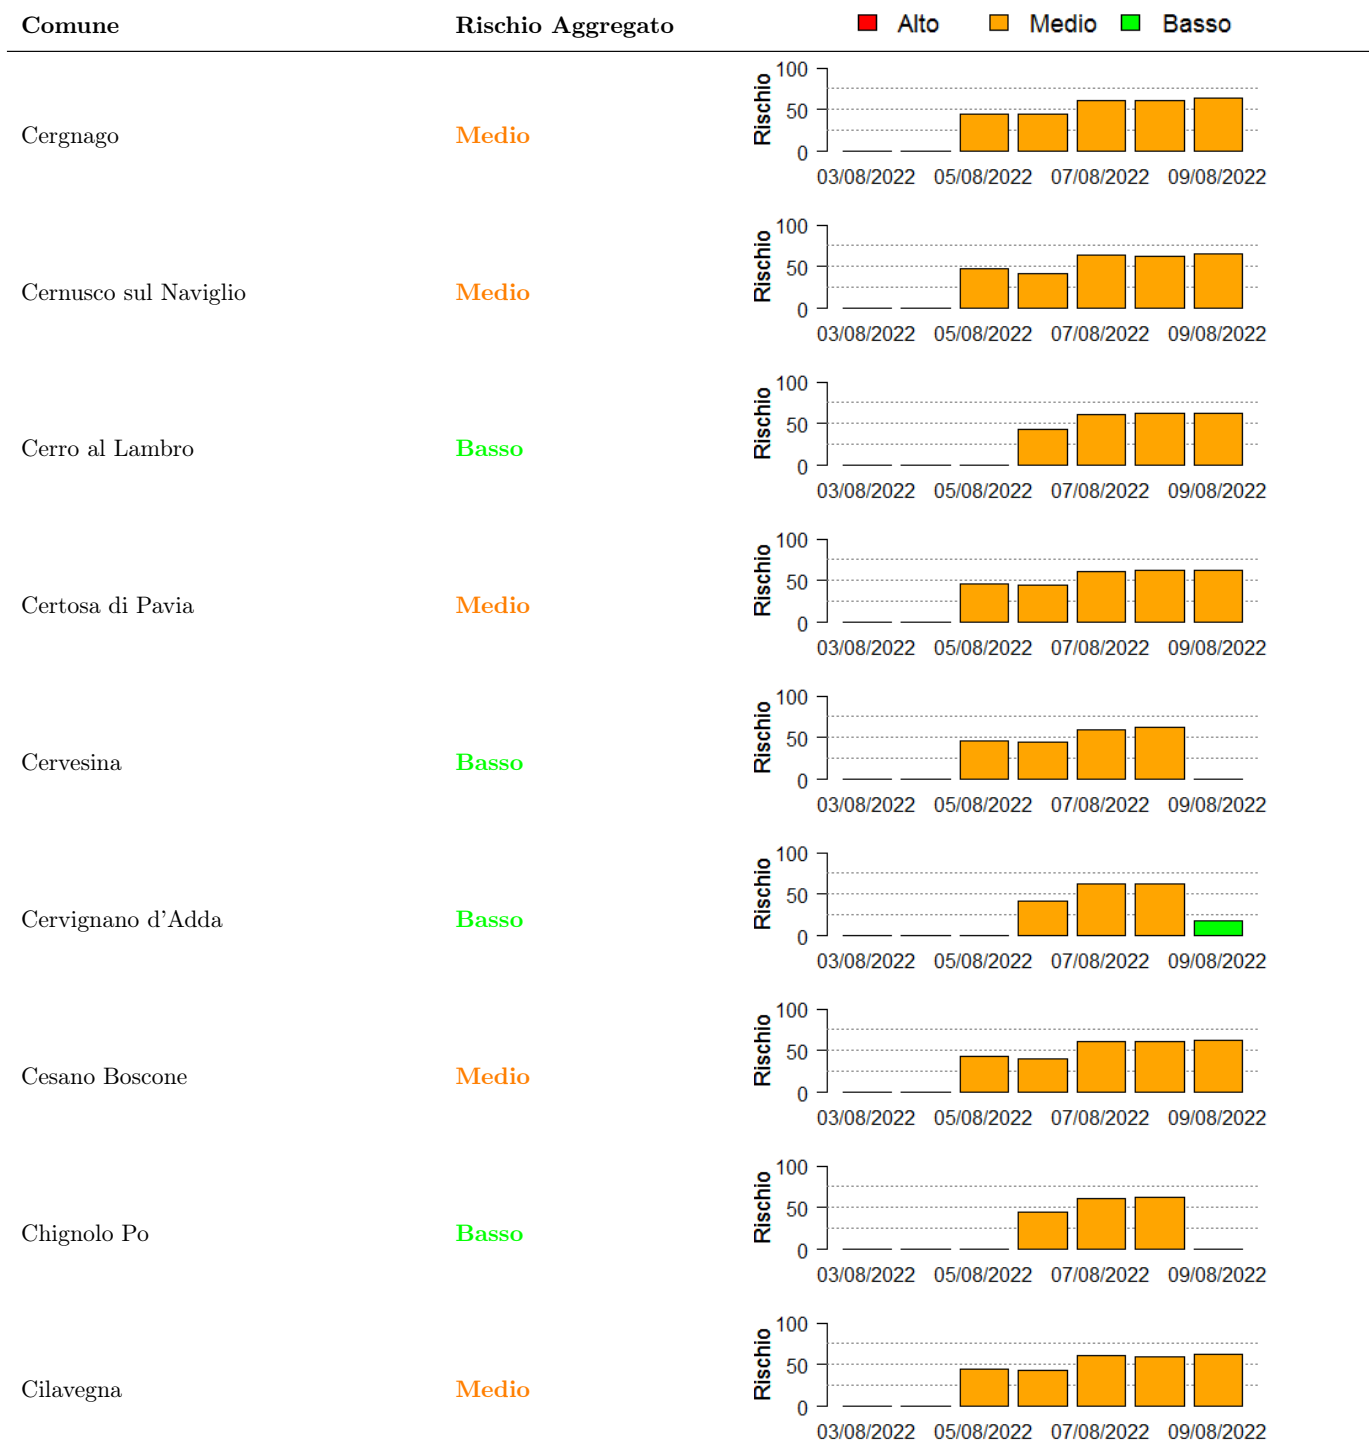 Comune Rischio Aggregato Alto Medio Basso
100
50
0
Rischio
Cergnago Medio
03/08/2022 05/08/2022 07/08/2022 09/08/2022
100
50
0
Rischio
Cernusco sul Naviglio Medio
03/08/2022 05/08/2022 07/08/2022 09/08/2022
100
50
0
Rischio
Cerro al Lambro Basso
03/08/2022 05/08/2022 07/08/2022 09/08/2022
100
50
0
Rischio
Certosa di Pavia Medio
03/08/2022 05/08/2022 07/08/2022 09/08/2022
100
50
0
Rischio
Cervesina Basso
03/08/2022 05/08/2022 07/08/2022 09/08/2022
100
50
0
Rischio
Cervignano d'Adda Basso
03/08/2022 05/08/2022 07/08/2022 09/08/2022
100
50
0
Rischio
Cesano Boscone Medio
03/08/2022 05/08/2022 07/08/2022 09/08/2022
100
50
0
Rischio
Chignolo Po Basso
03/08/2022 05/08/2022 07/08/2022 09/08/2022
100
50
0
Rischio
Cilavegna Medio
03/08/2022 05/08/2022 07/08/2022 09/08/2022